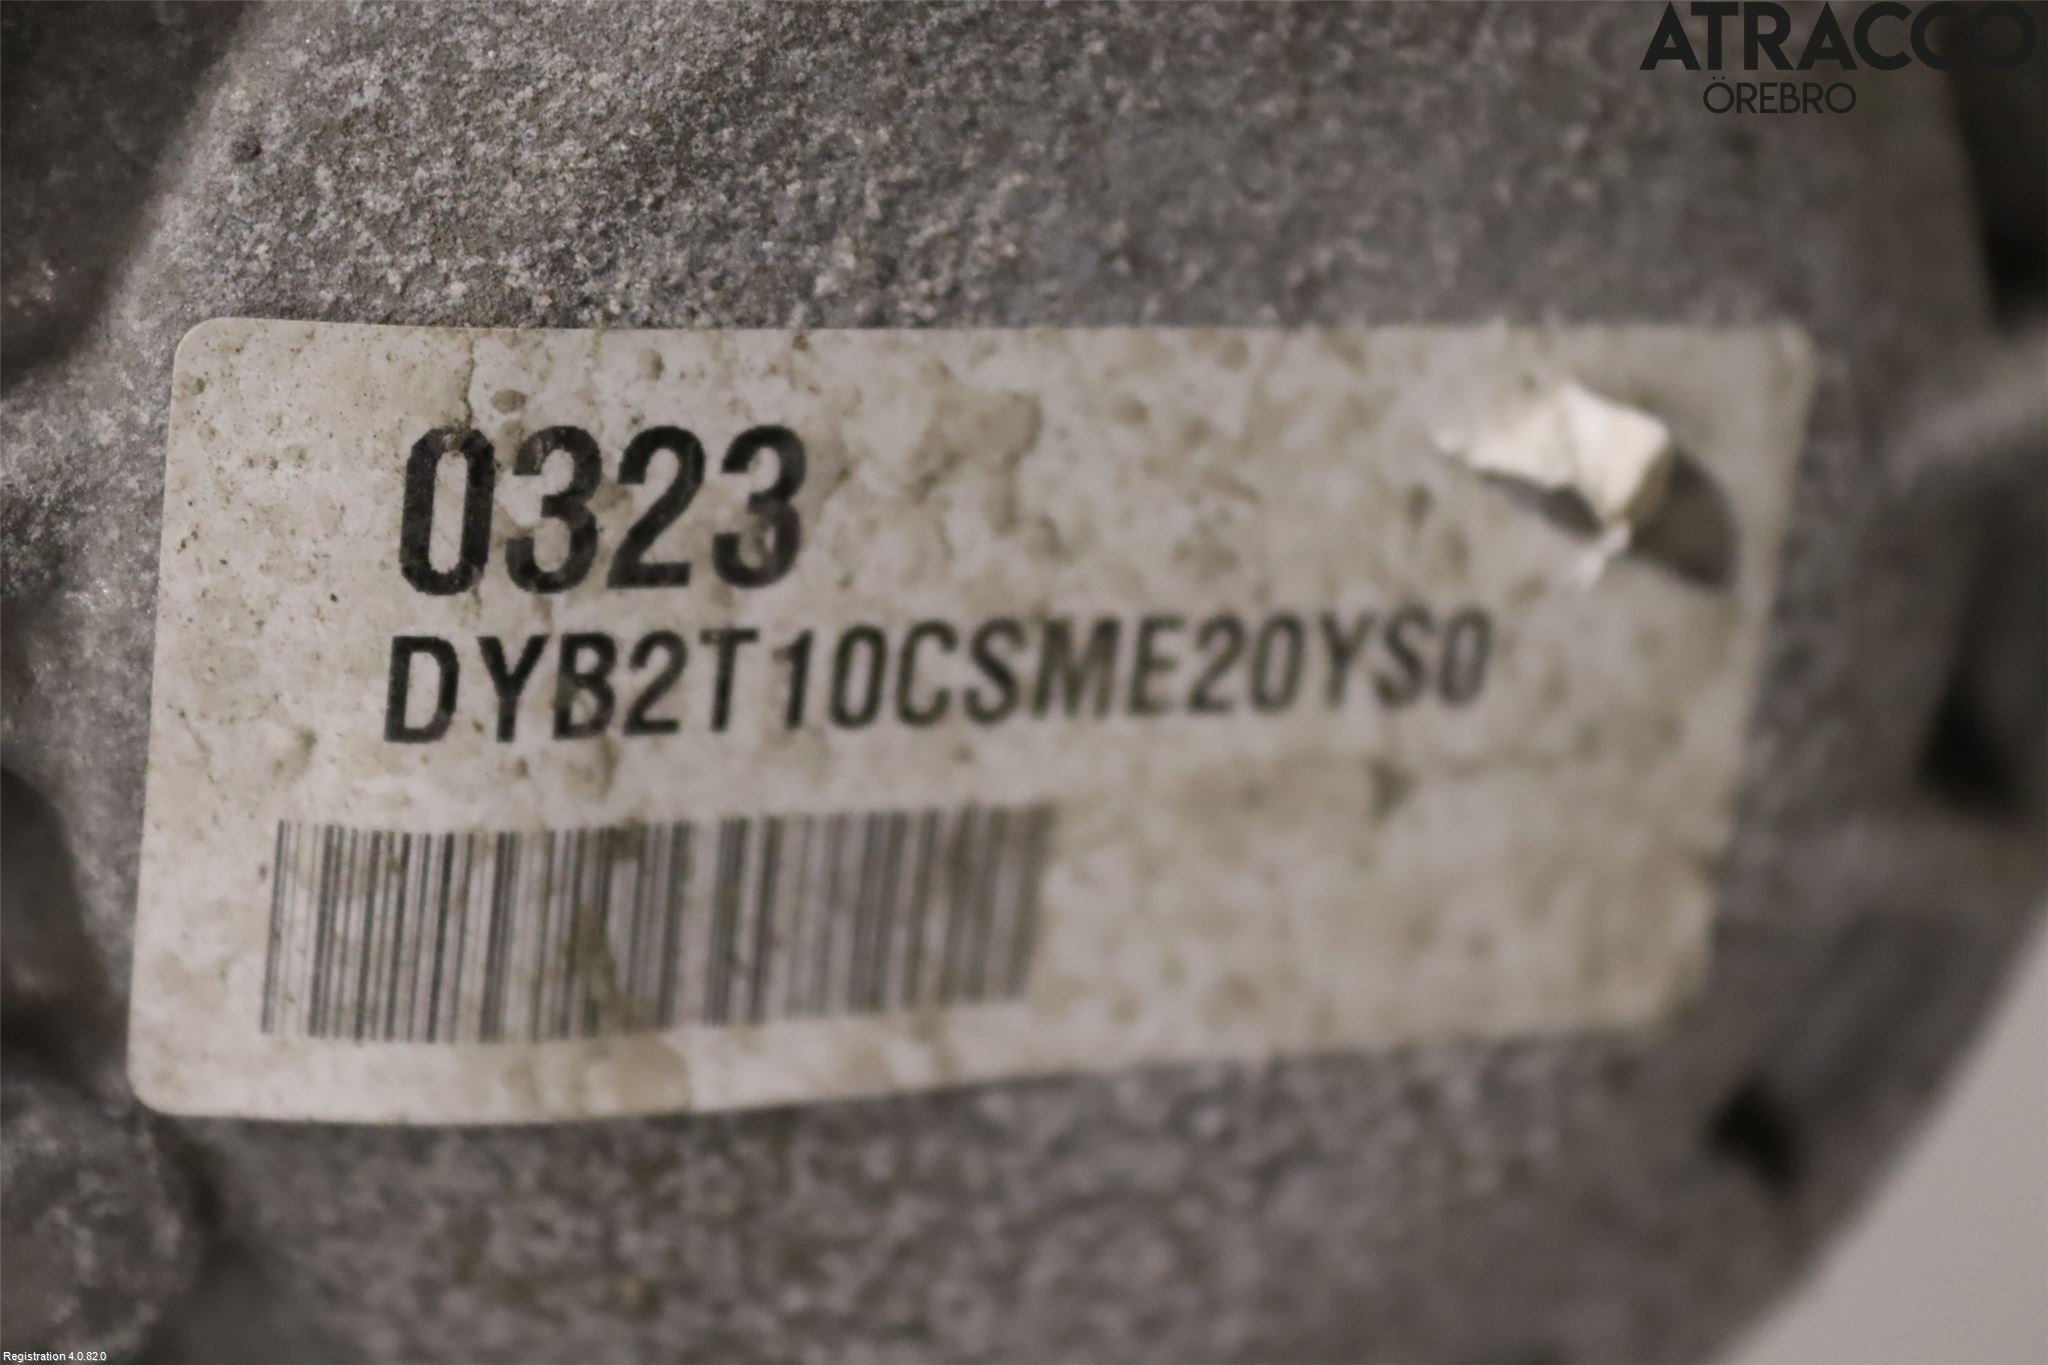 ATRACCO
ÖREBRO
0323
DYB2T10CSME20YS0
Registration 4.0.82.0